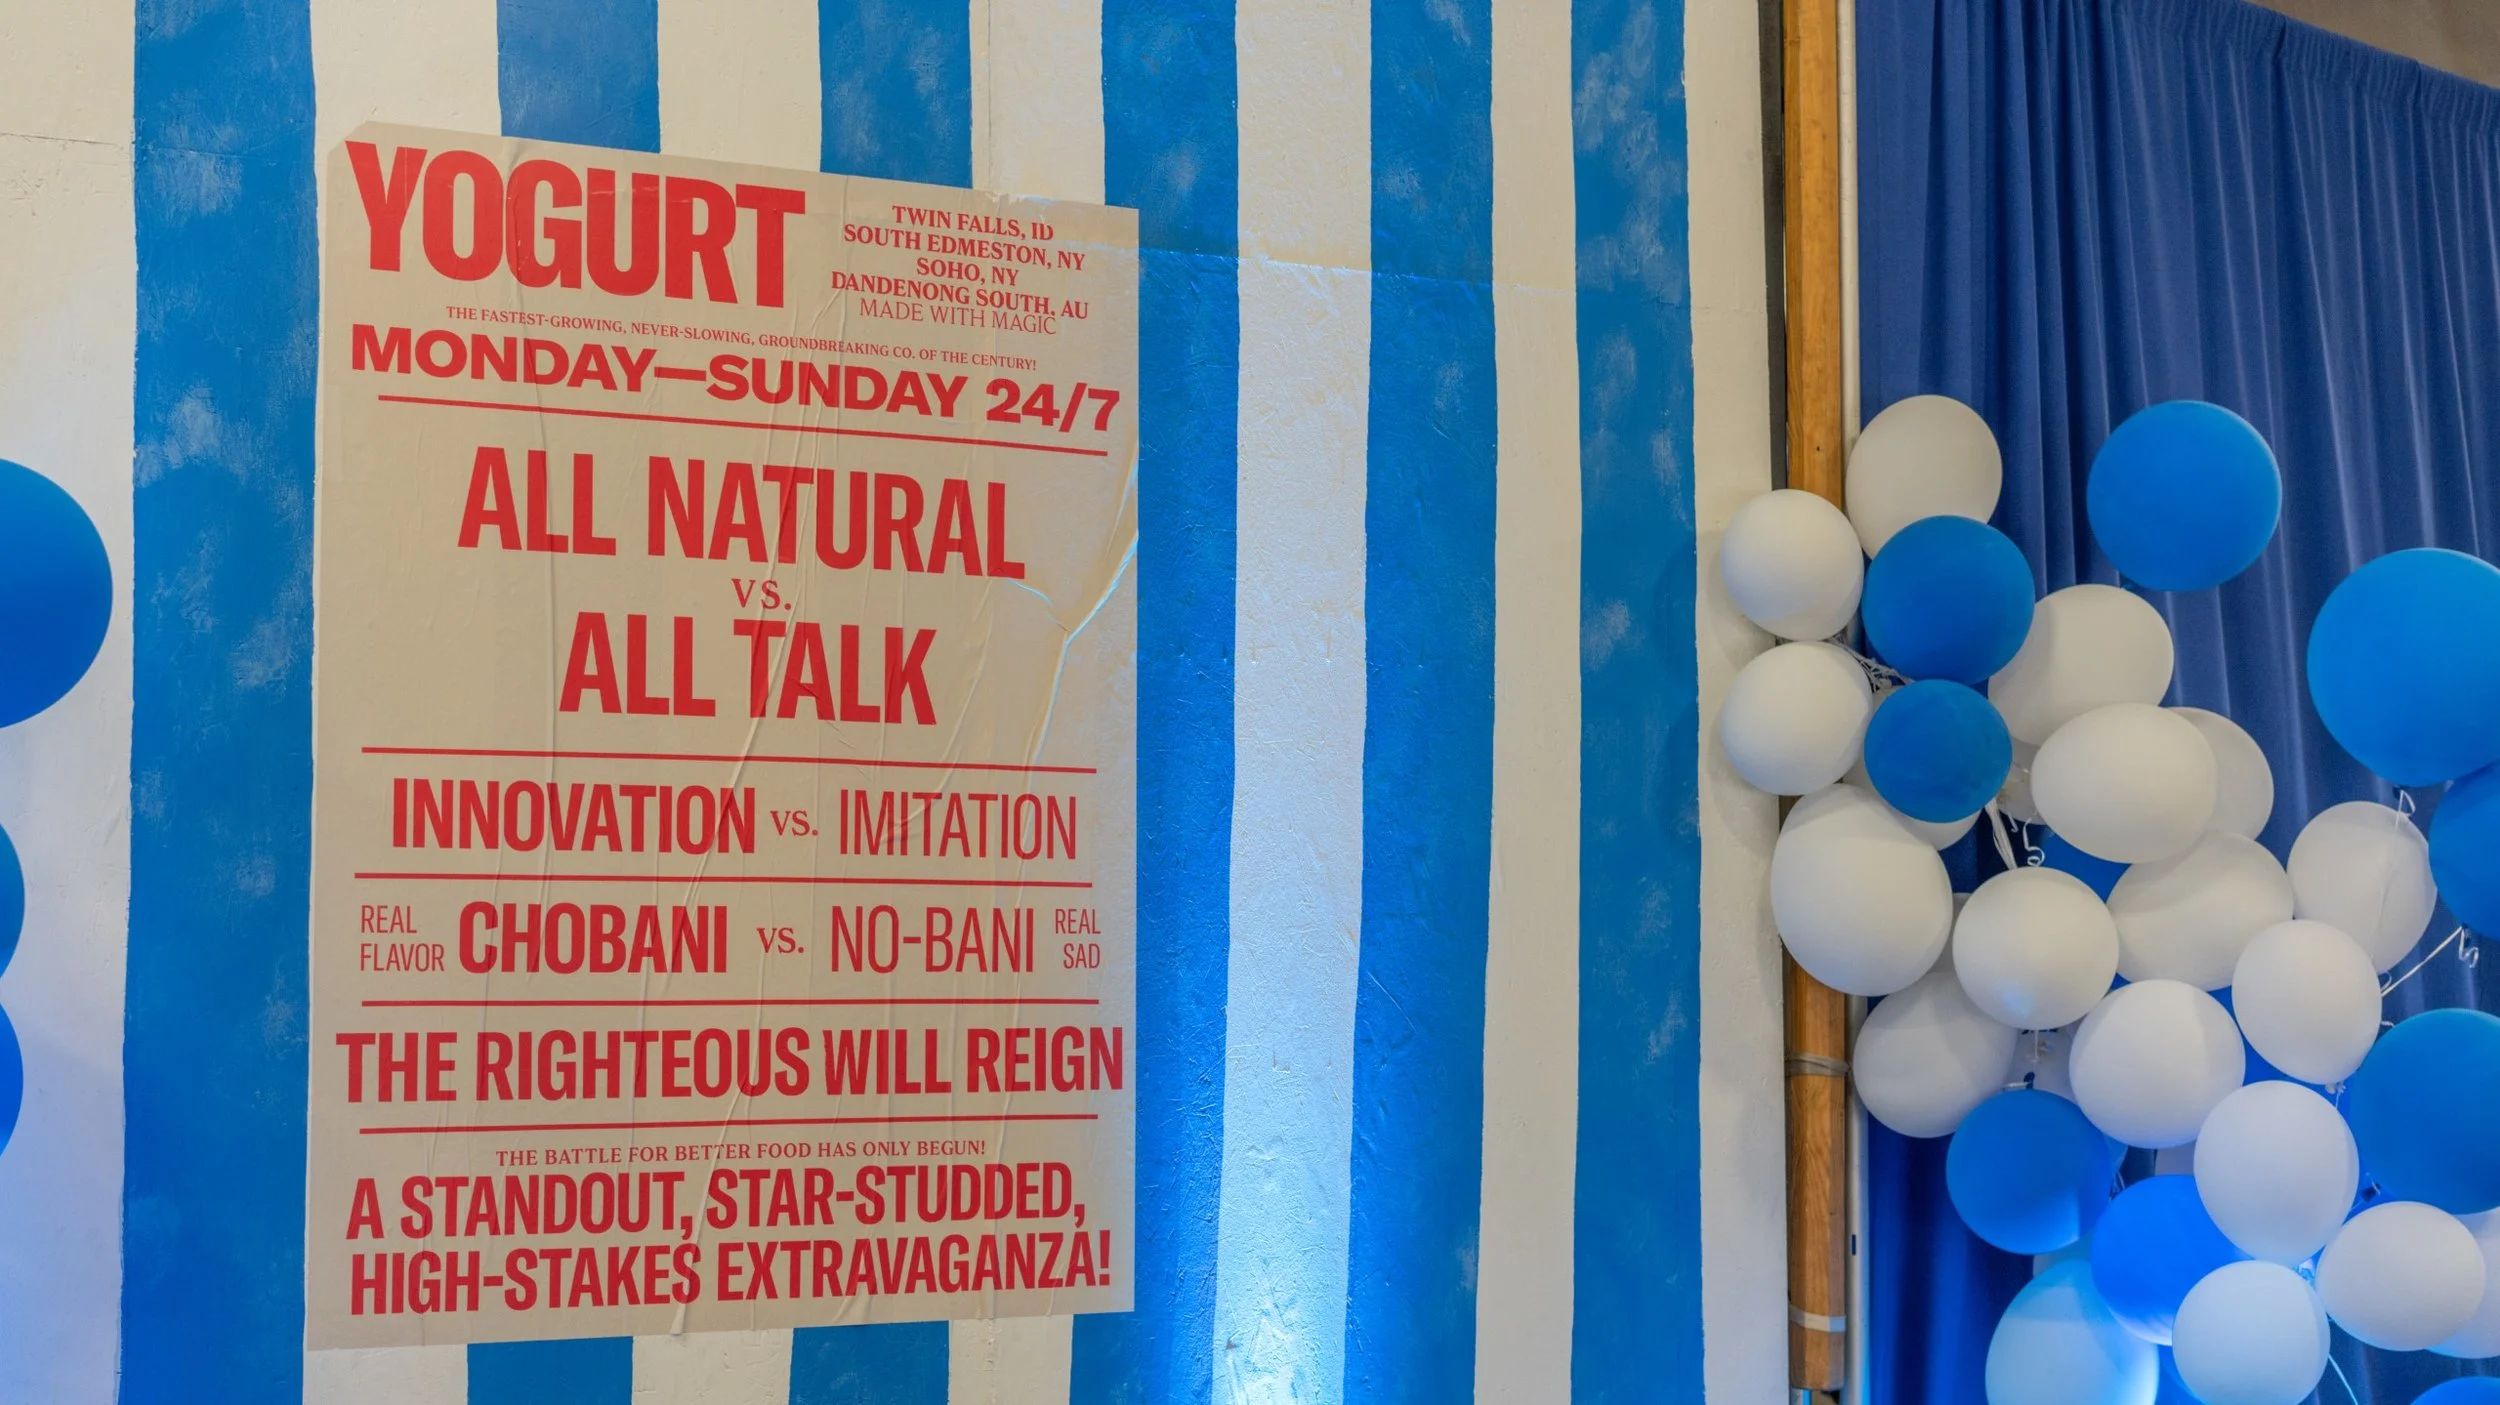 YOGURT
TWIN FALLS, ID
SOUTH EDMESTON, NY
SOHO, NY
DANDENONG SOUTH, AU
MADE WITH MAGIC
THE FASTEST-GROWING, NEVER-SLOWING, GROUNDBREAKING CO. OF THE CENTURY!
MONDAY—SUNDAY 24/7
ALL NATURAL
VS.
ALL TALK
INNOVATION VS. IMITATION
REAL FLAVOR CHOBANI VS. NO-BANI REAL SAD
THE RIGHTEOUS WILL REIGN
THE BATTLE FOR BETTER FOOD HAS ONLY BEGUN!
A STANDOUT, STAR-STUDDED,
HIGH-STAKES EXTRAVAGANZA!